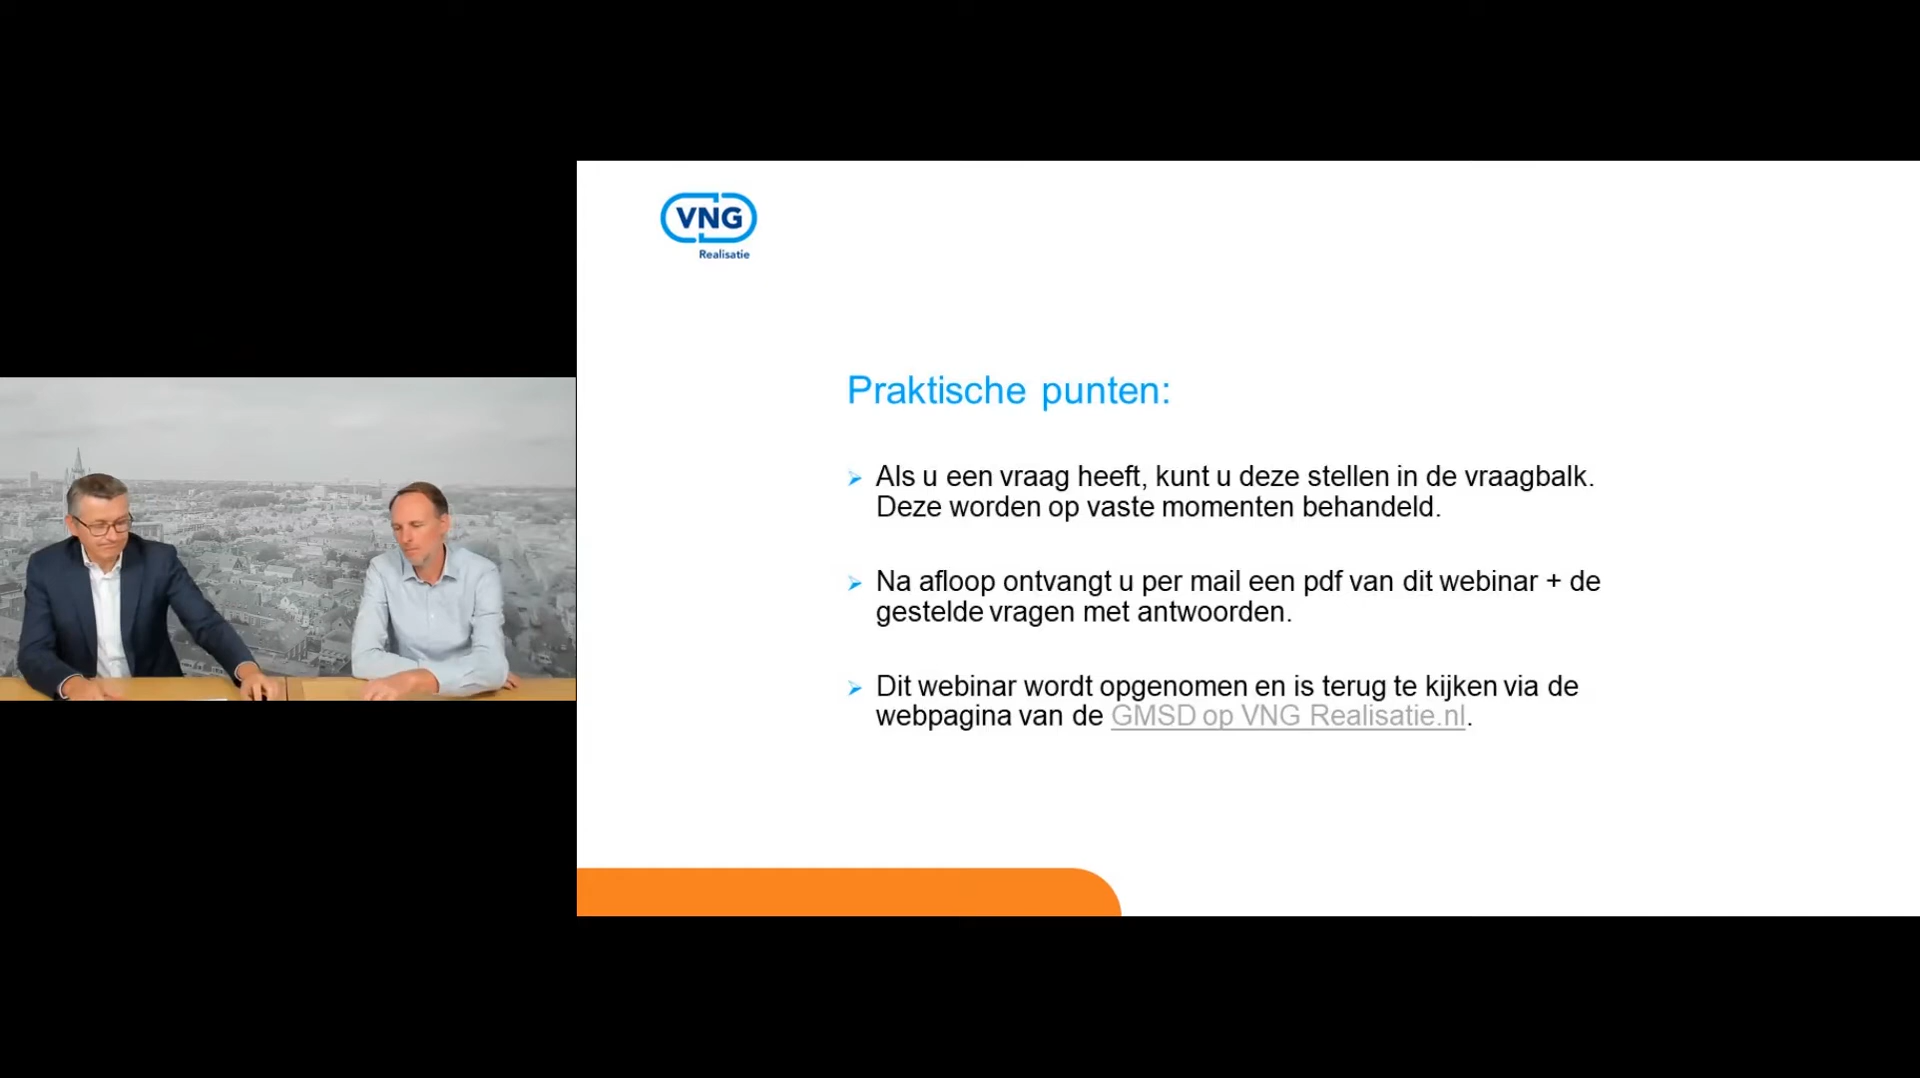 VNG
Realisatie
Praktische punten:
Als u een vraag heeft, kunt u deze stellen in de vraagbalk.
Deze worden op vaste momenten behandeld.
Na afloop ontvangt u per mail een pdf van dit webinar + de
gestelde vragen met antwoorden.
Dit webinar wordt opgenomen en is terug te kijken via de
webpagina van de GMSD op VNG Realisatie.nl.